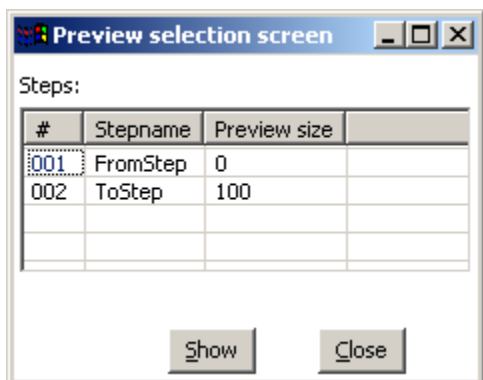 Preview selection screen
Steps:
# Stepname Preview size
001 FromStep 0
002 ToStep 100
Show Close